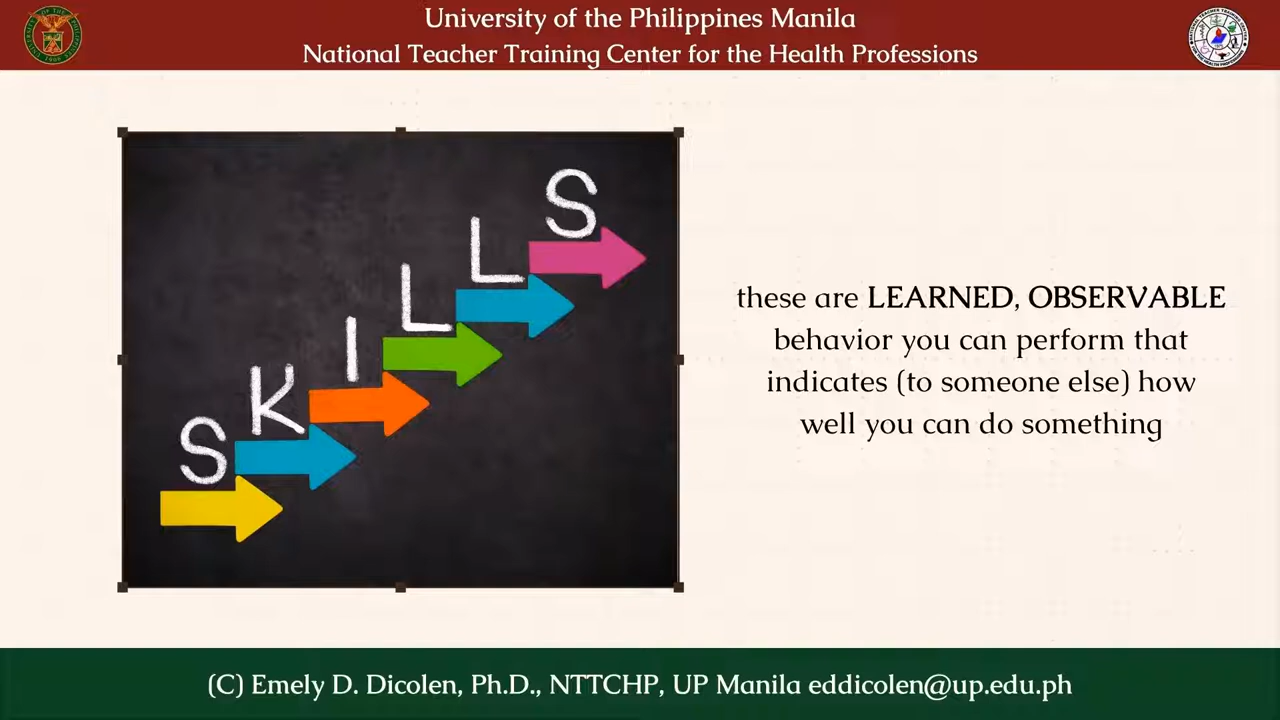 University of the Philippines Manila
National Teacher Training Center for the Health Professions
SKILLS
these are LEARNED, OBSERVABLE
behavior you can perform that
indicates (to someone else) how
well you can do something
(C) Emely D. Dicolen, Ph.D., NTTCHP, UP Manila eddicolen@up.edu.ph